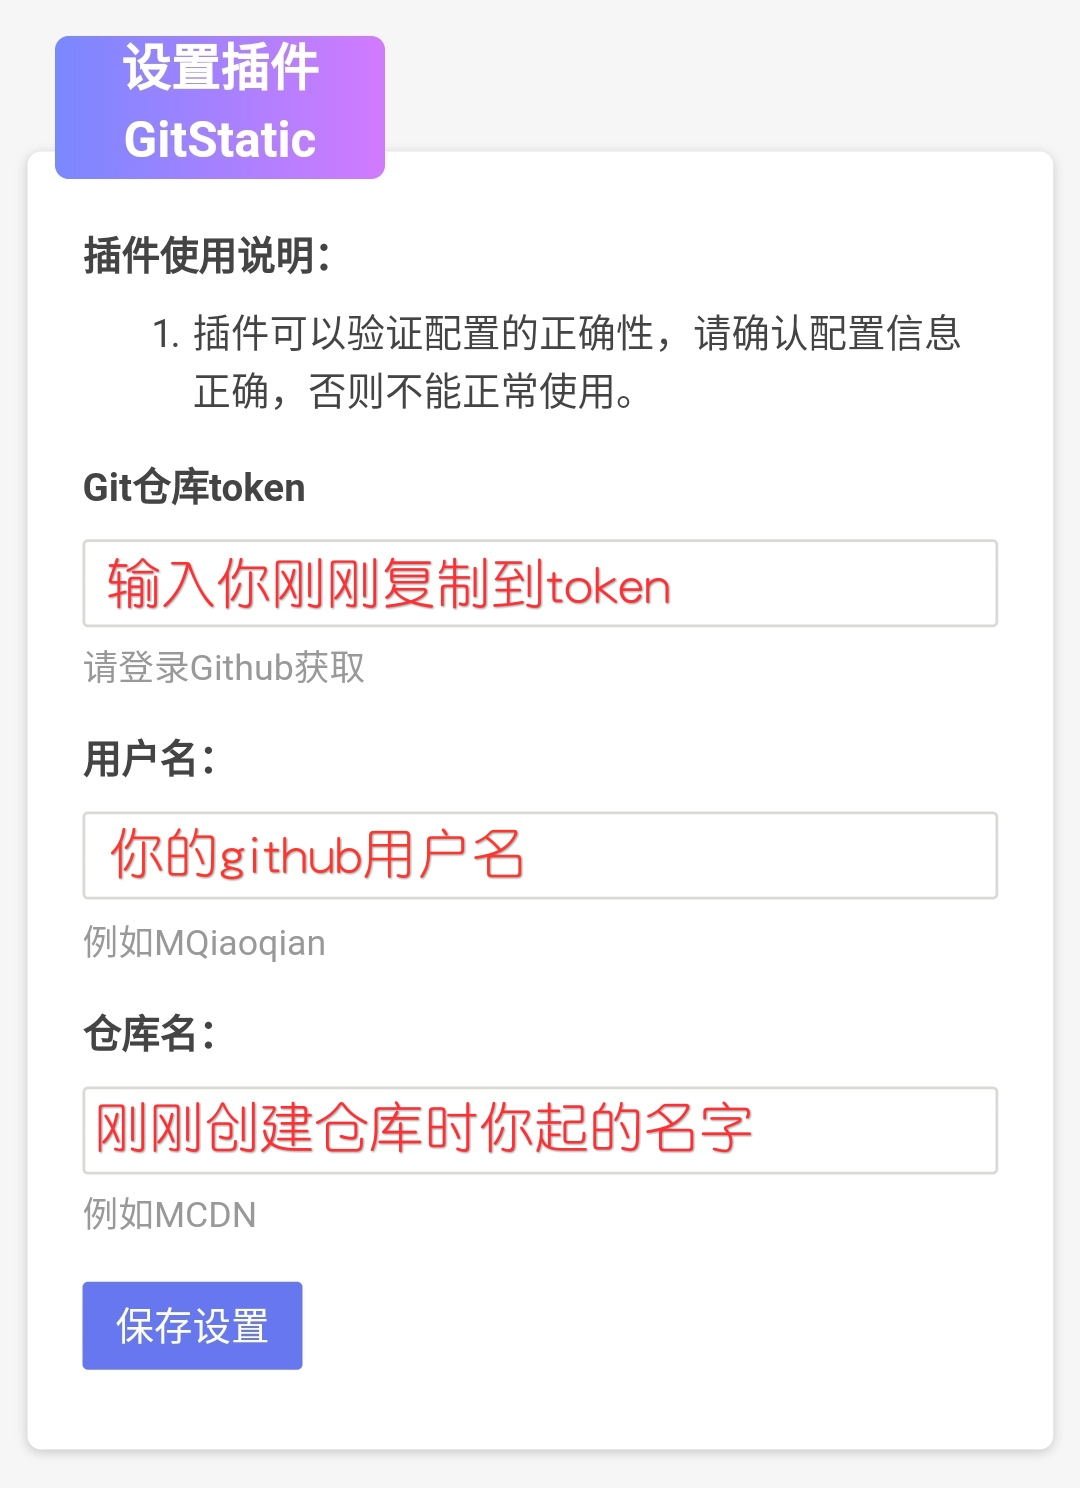 设置插件
GitStatic
插件使用说明：
1. 插件可以验证配置的正确性，请确认配置信息
正确，否则不能正常使用。
Git仓库token
输入你刚刚复制到token
请登录Github获取
用户名：
你的github用户名
例如MQiaoqian
仓库名：
刚刚创建仓库时你起的名字
例如MCDN
保存设置